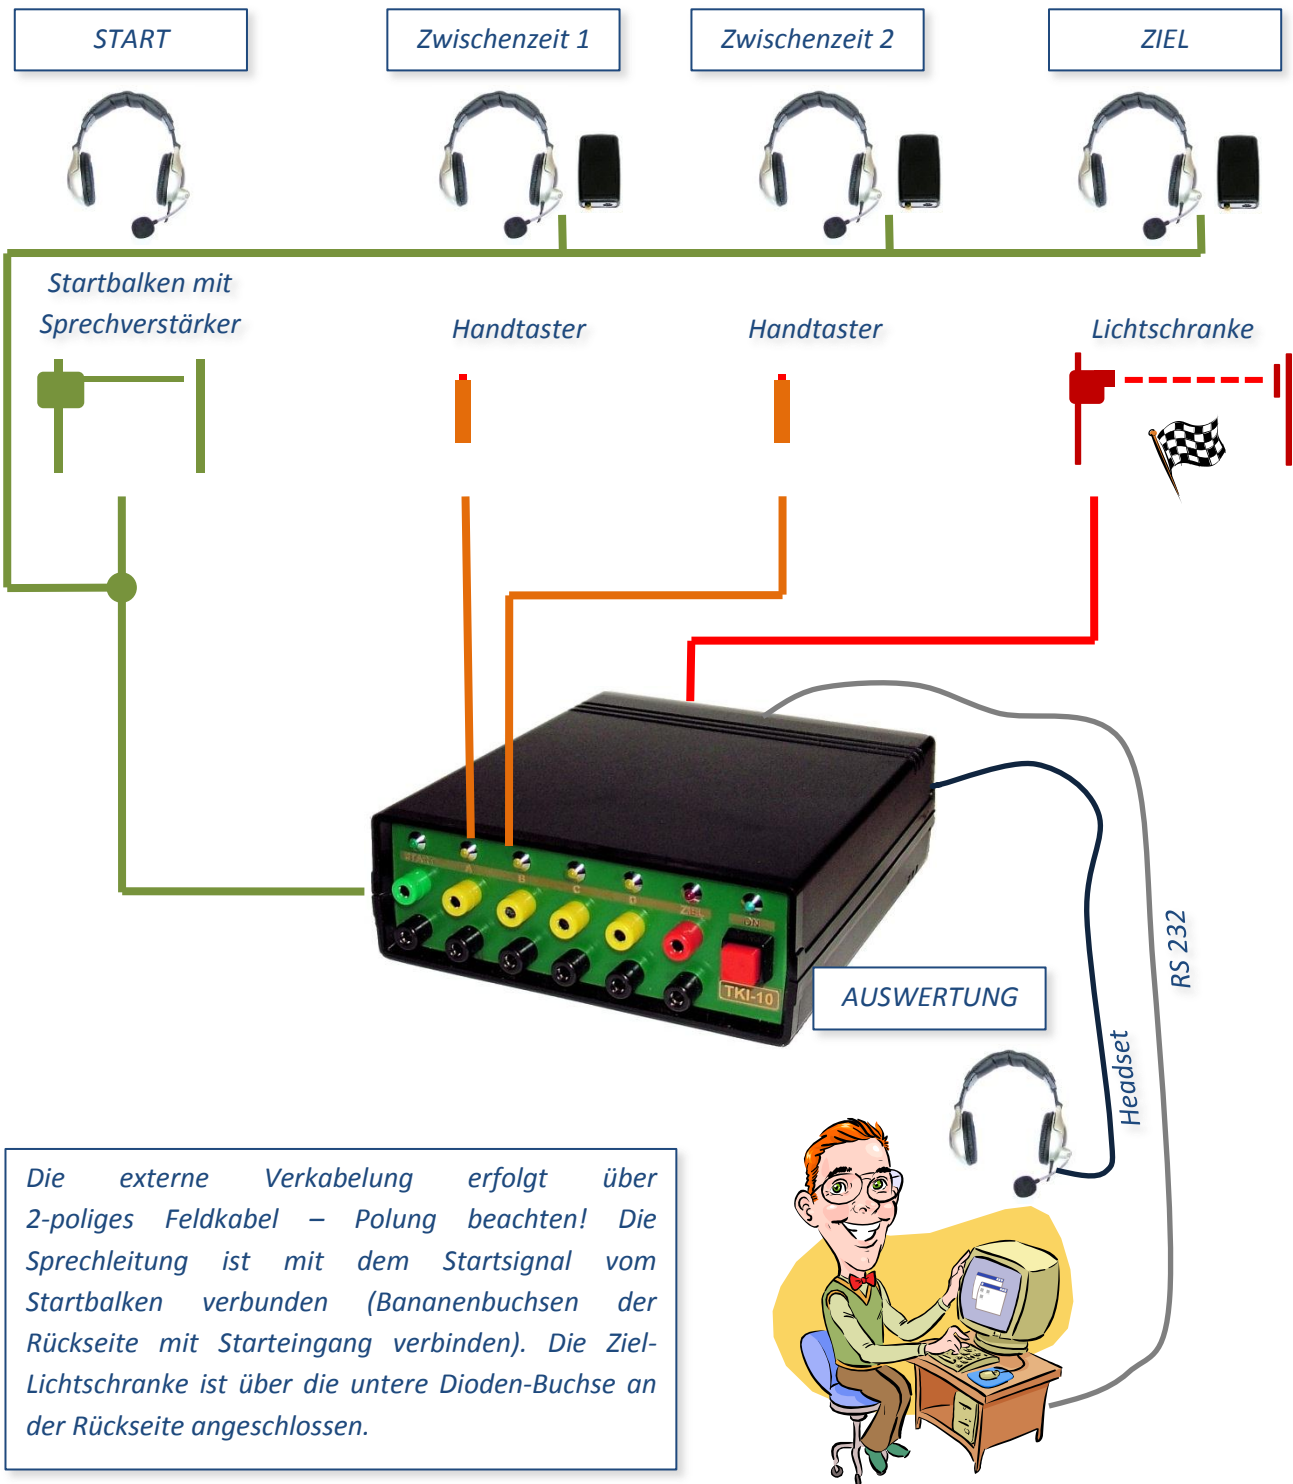 START
Zwischenzeit 1
Zwischenzeit 2
ZIEL
Startbalken mit
Sprechverstärker
Handtaster
Handtaster
Lichtschranke
START
A
B
C
D
ZIEL
ON
TKI-10
AUSWERTUNG
RS 232
Headset
Die externe Verkabelung erfolgt über
2-poliges Feldkabel – Polung beachten! Die
Sprechleitung ist mit dem Startsignal vom
Startbalken verbunden (Bananenbuchsen der
Rückseite mit Starteingang verbinden). Die Ziel-
Lichtschranke ist über die untere Dioden-Buchse an
der Rückseite angeschlossen.